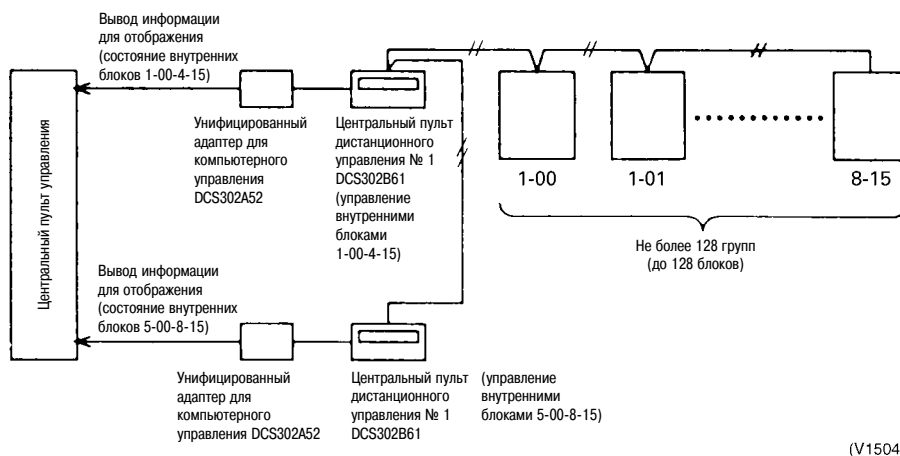 Вывод информации
для отображения
(состояние внутренних
блоков 1-00-4-15)
Центральный пульт управления
Унифицированный
адаптер для
компьютерного
управления
DCS302A52
Центральный пульт
дистанционного
управления № 1
DCS302B61
(управление
внутренними
блоками
1-00-4-15)
1-00
1-01
8-15
Не более 128 групп
(до 128 блоков)
Вывод информации
для отображения
(состояние внутренних
блоков 5-00-8-15)
Унифицированный
адаптер для
компьютерного
управления DCS302A52
Центральный пульт
дистанционного
управления № 1
DCS302B61
(управление
внутренними
блоками 5-00-8-15)
(V1504